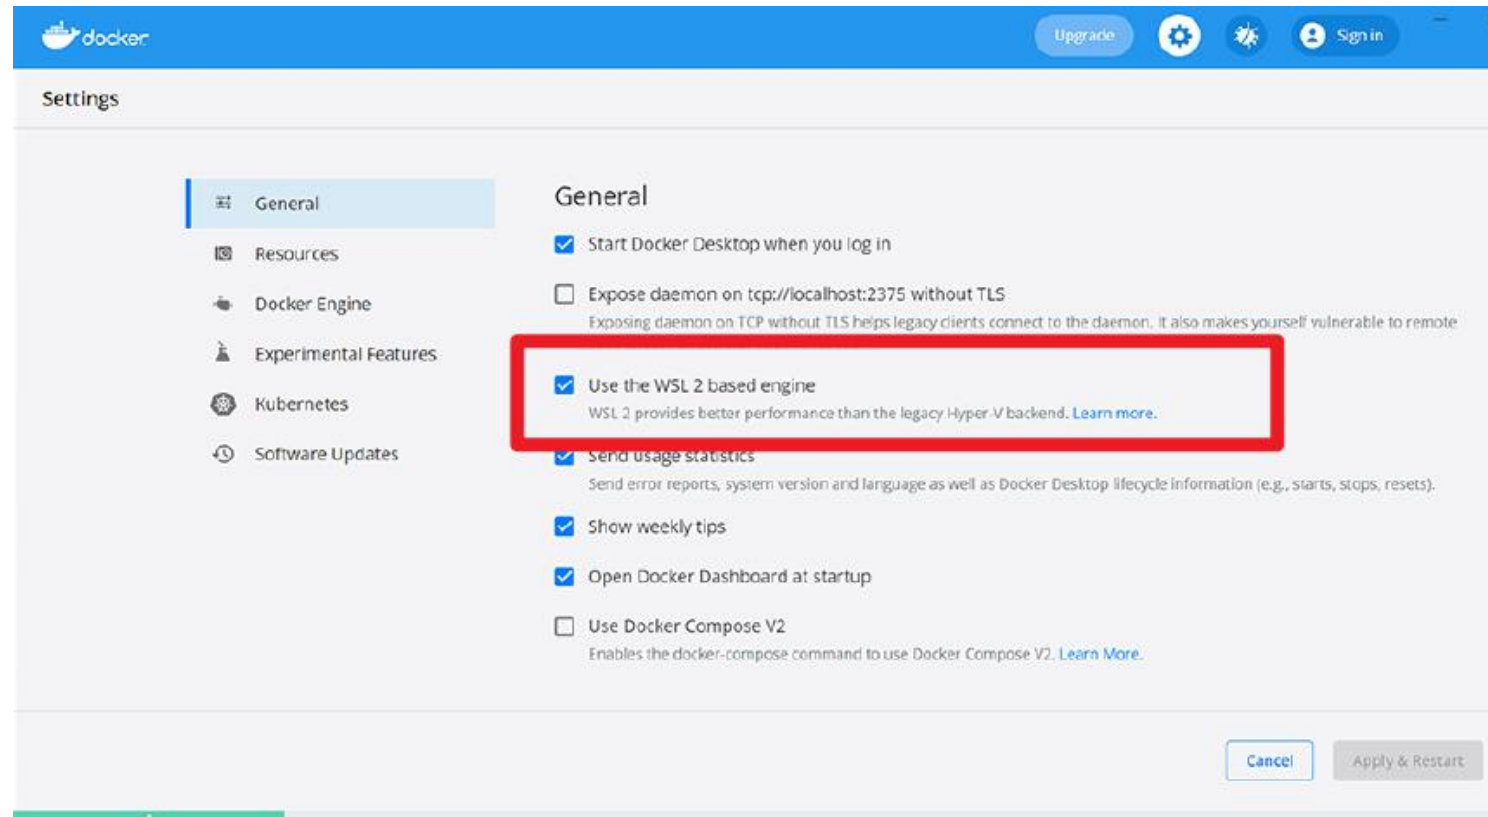 docker
Upgrade
Sign in
Settings
General
Resources
Docker Engine
Experimental Features
Kubernetes
Software Updates
General
Start Docker Desktop when you log in
Expose daemon on tcp://localhost:2375 without TLS
Exposing daemon on TCP without TLS helps legacy clients connect to the daemon. It also makes yourself vulnerable to remote
Use the WSL 2 based engine
WSL 2 provides better performance than the legacy Hyper-V backend. Learn more.
Send usage statistics
Send error reports, system version and language as well as Docker Desktop lifecycle information (e.g., starts, stops, resets).
Show weekly tips
Open Docker Dashboard at startup
Use Docker Compose V2
Enables the docker-compose command to use Docker Compose V2. Learn More.
Cancel
Apply & Restart